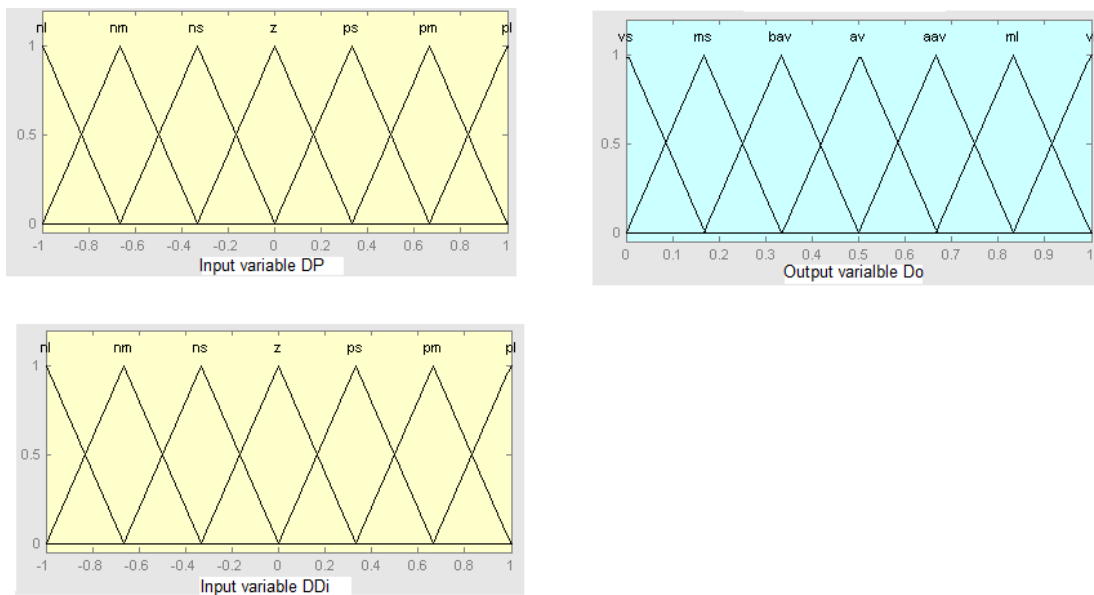 nl nm ns z ps pm pl
1
0.5
0
-1 -0.8 -0.6 -0.4 -0.2 0 0.2 0.4 0.6 0.8 1
Input variable DP
vs ms bav av aav ml v
1
0.5
0
0 0.1 0.2 0.3 0.4 0.5 0.6 0.7 0.8 0.9 1
Output varialble Do
nl nm ns z ps pm pl
1
0.5
0
-1 -0.8 -0.6 -0.4 -0.2 0 0.2 0.4 0.6 0.8 1
Input variable DDi